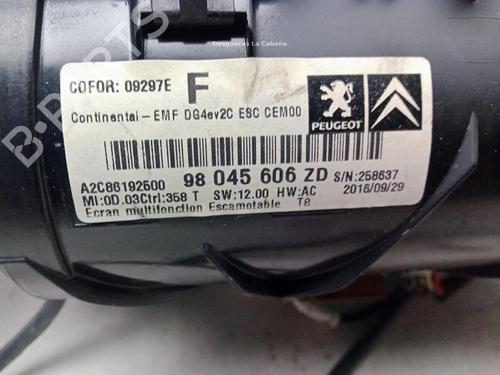 Desguaces La Cabaña
COFOR: 09297E F
Continental - EMF DG4ev2C ESC CEM00
PEUGEOT
A2C86192600 98 045 606 ZD S/N:258637
MI:0D.03Ctrl:358 T SW:12.00 HW:AC 2016/09/29
Ecran multifonction Escamotable T8